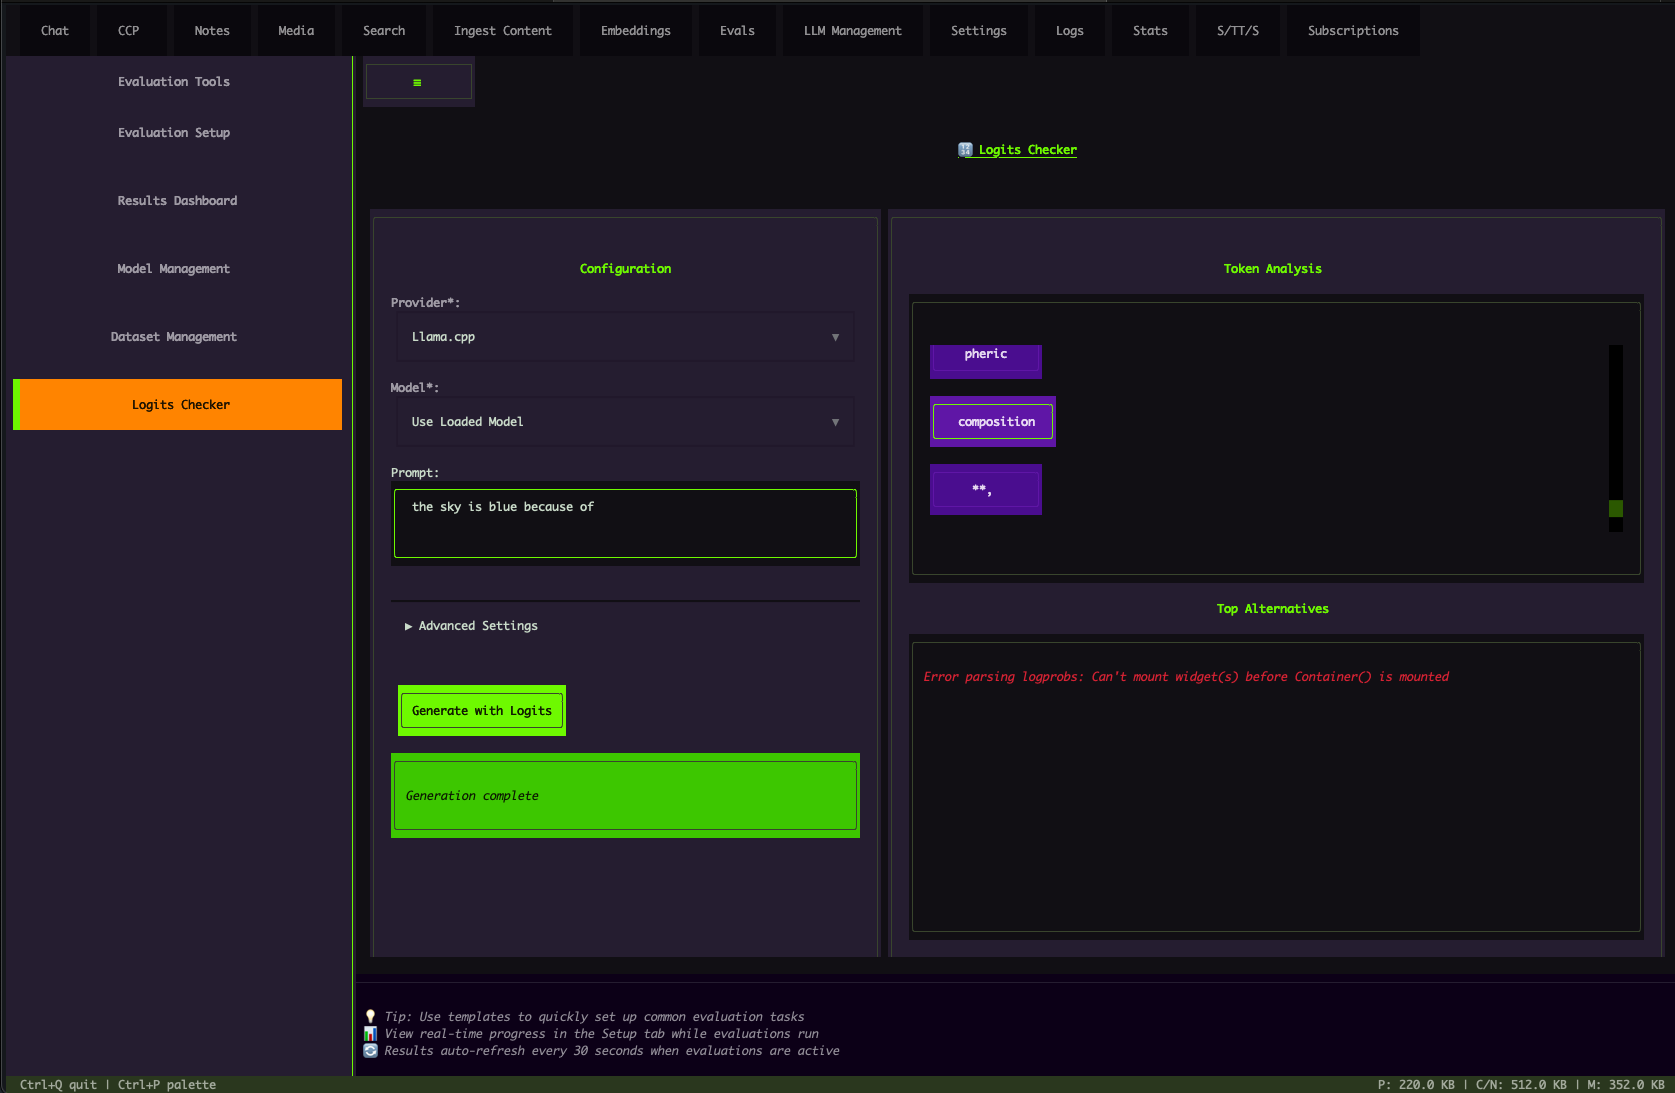 Chat CCP Notes Media Search Ingest Content Embeddings Evals LLM Management Settings Logs Stats S/TT/S Subscriptions
Evaluation Tools
Evaluation Setup
Results Dashboard
Model Management
Dataset Management
Logits Checker
≡
🔢 Logits Checker
Configuration
Provider*:
Llama.cpp ▼
Model*:
Use Loaded Model ▼
Prompt:
the sky is blue because of
▶ Advanced Settings
Generate with Logits
Generation complete
Token Analysis
pheric
composition
**,
Top Alternatives
Error parsing logprobs: Can't mount widget(s) before Container() is mounted
💡 Tip: Use templates to quickly set up common evaluation tasks
📊 View real-time progress in the Setup tab while evaluations run
🔄 Results auto-refresh every 30 seconds when evaluations are active
Ctrl+Q quit | Ctrl+P palette P: 220.0 KB | C/N: 512.0 KB | M: 352.0 KB